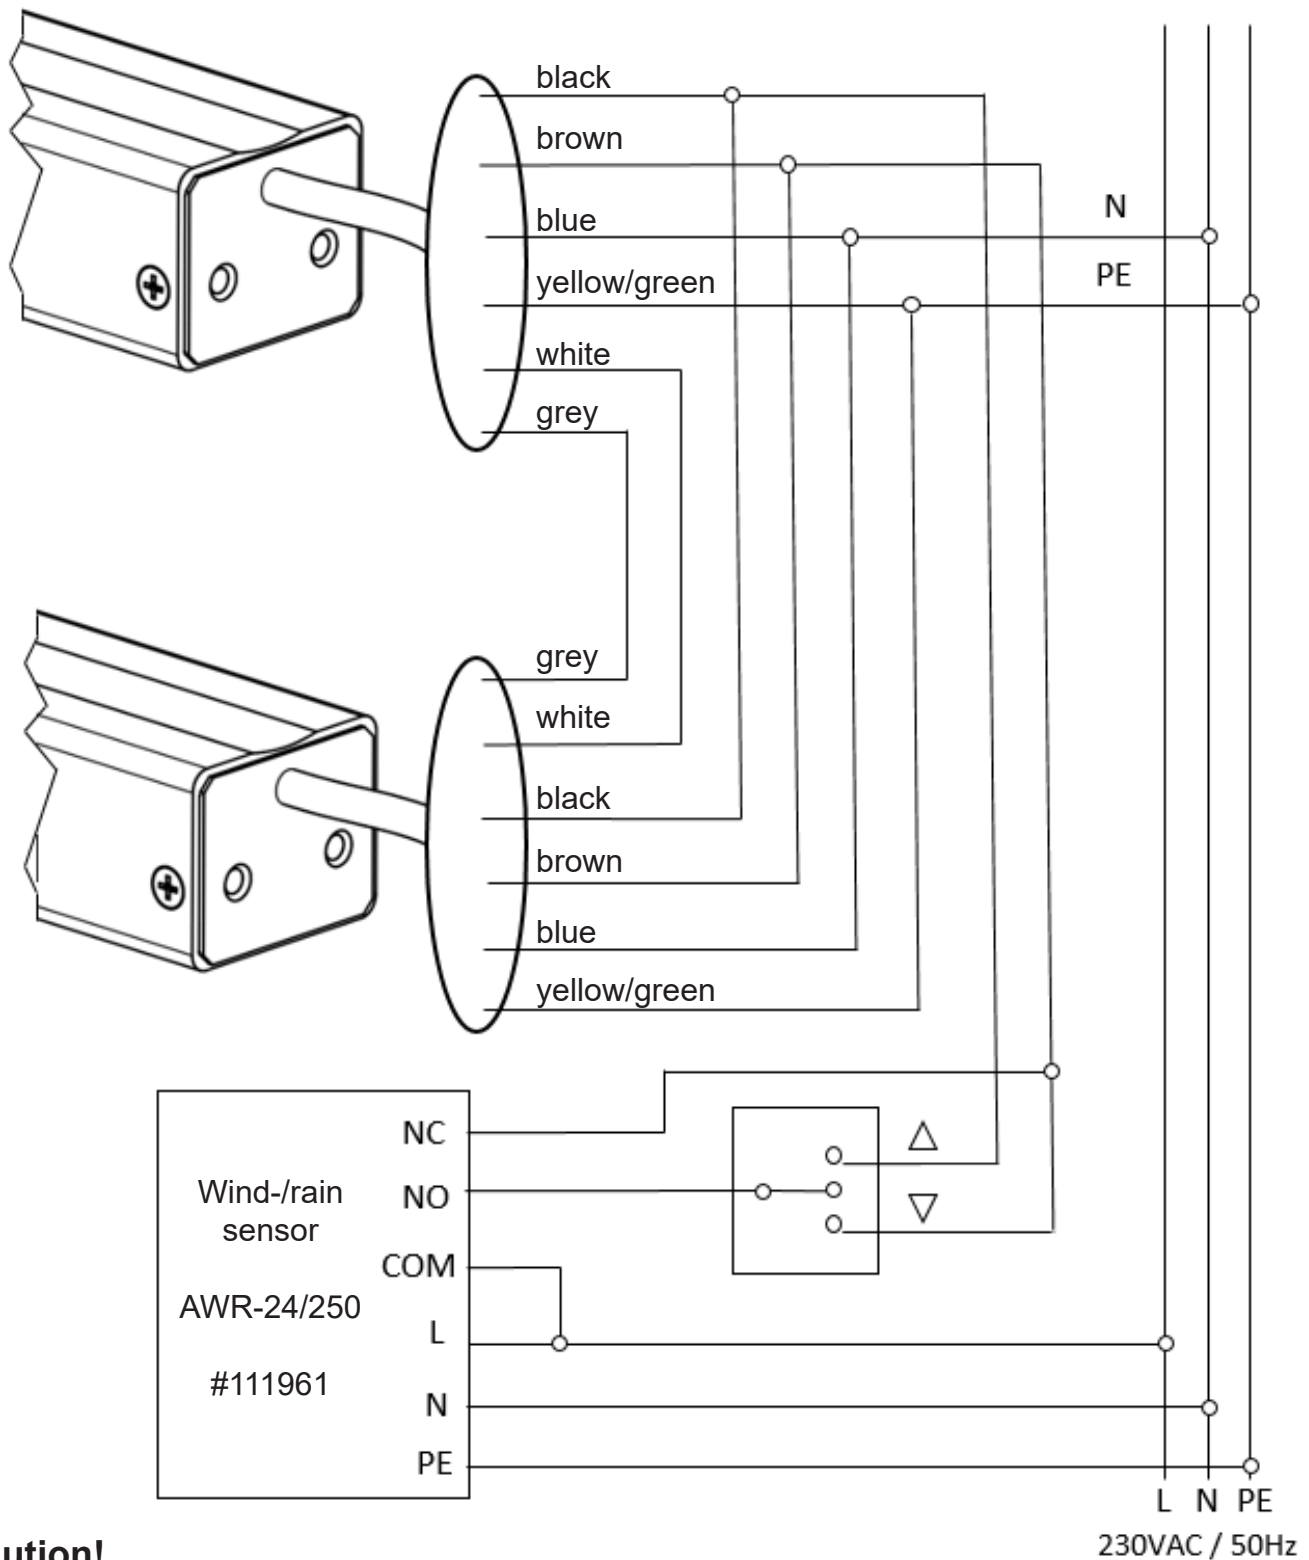 black
brown
blue
N
yellow/green
PE
white
grey
grey
white
black
brown
blue
yellow/green
NC
Wind-/rain
sensor
NO
COM
AWR-24/250
L
#111961
N
PE
L N PE
230VAC / 50Hz
ution!